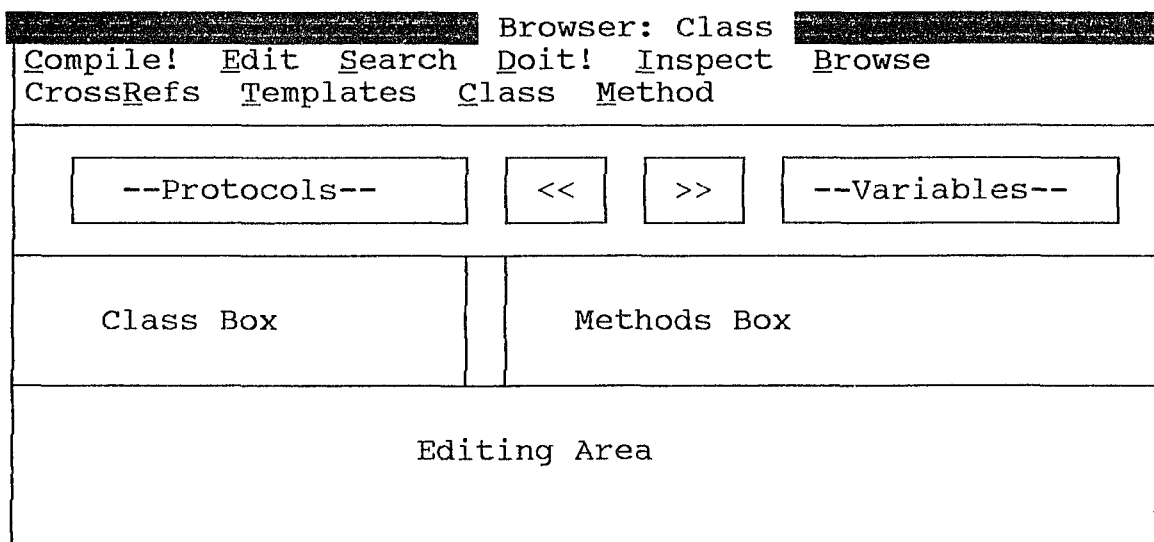 Browser: Class
Compile! Edit Search Doit! Inspect Browse
CrossRefs Templates Class Method
--Protocols-- << >> --Variables--
Class Box Methods Box
Editing Area